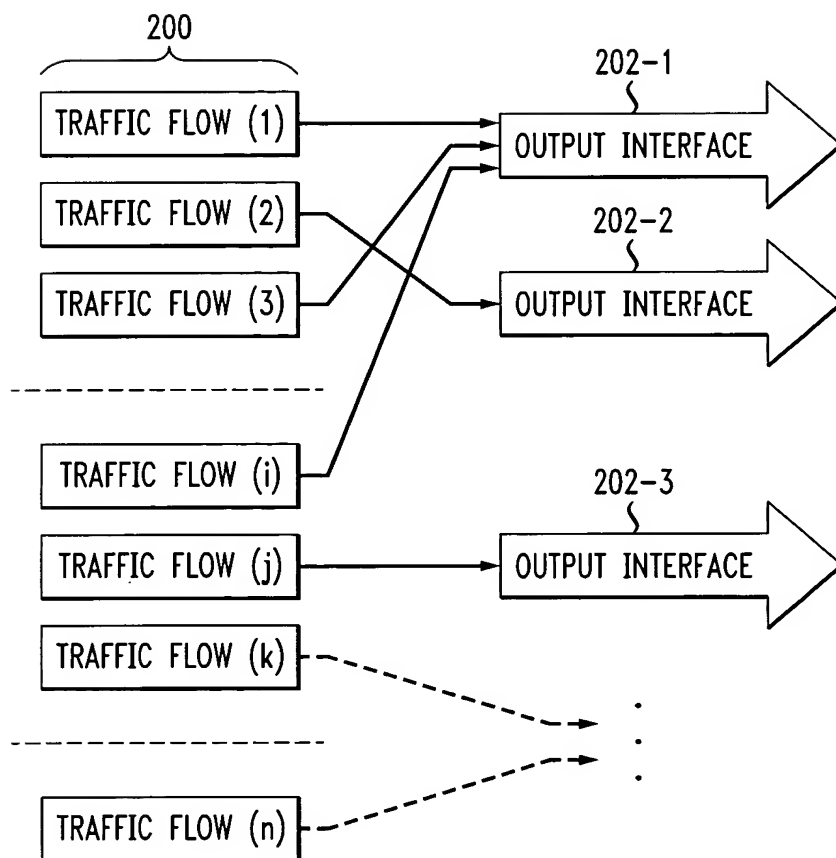 200
TRAFFIC FLOW (1)
TRAFFIC FLOW (2)
TRAFFIC FLOW (3)
TRAFFIC FLOW (i)
TRAFFIC FLOW (j)
TRAFFIC FLOW (k)
TRAFFIC FLOW (n)
202-1
OUTPUT INTERFACE
202-2
OUTPUT INTERFACE
202-3
OUTPUT INTERFACE